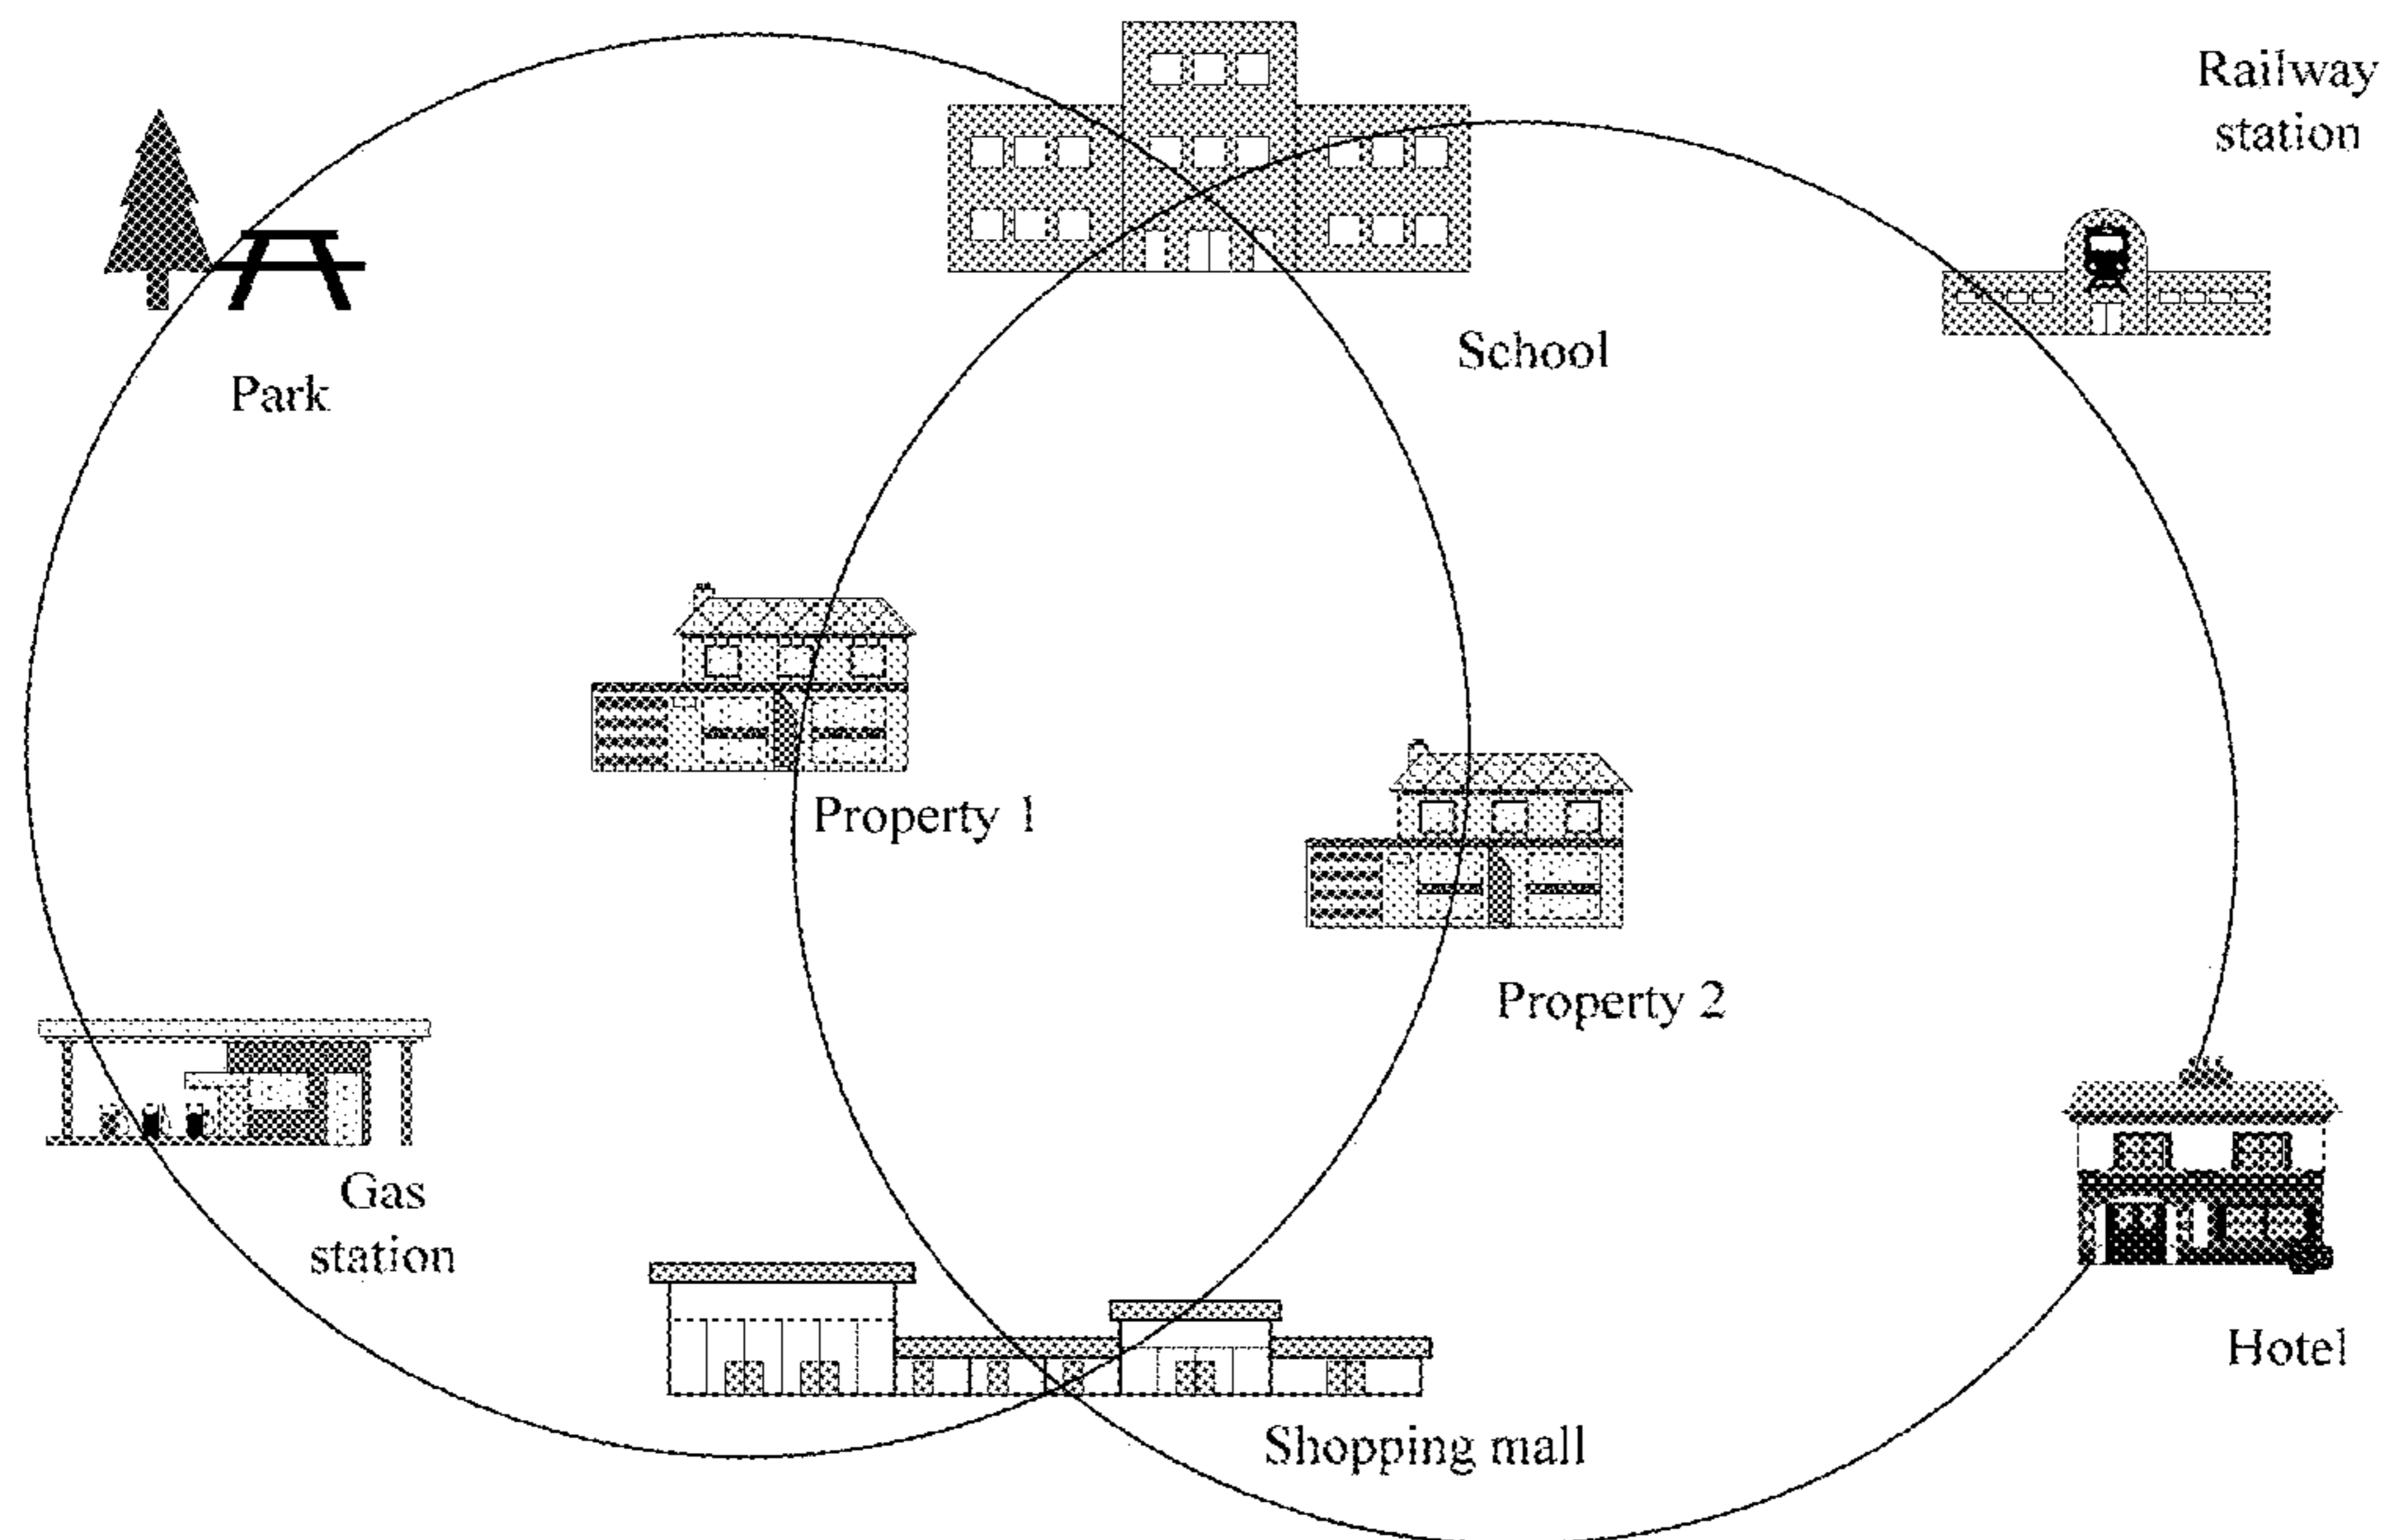 Railway
station
School
Park
Property 1
Property 2
Gas
station
Hotel
Shopping mall